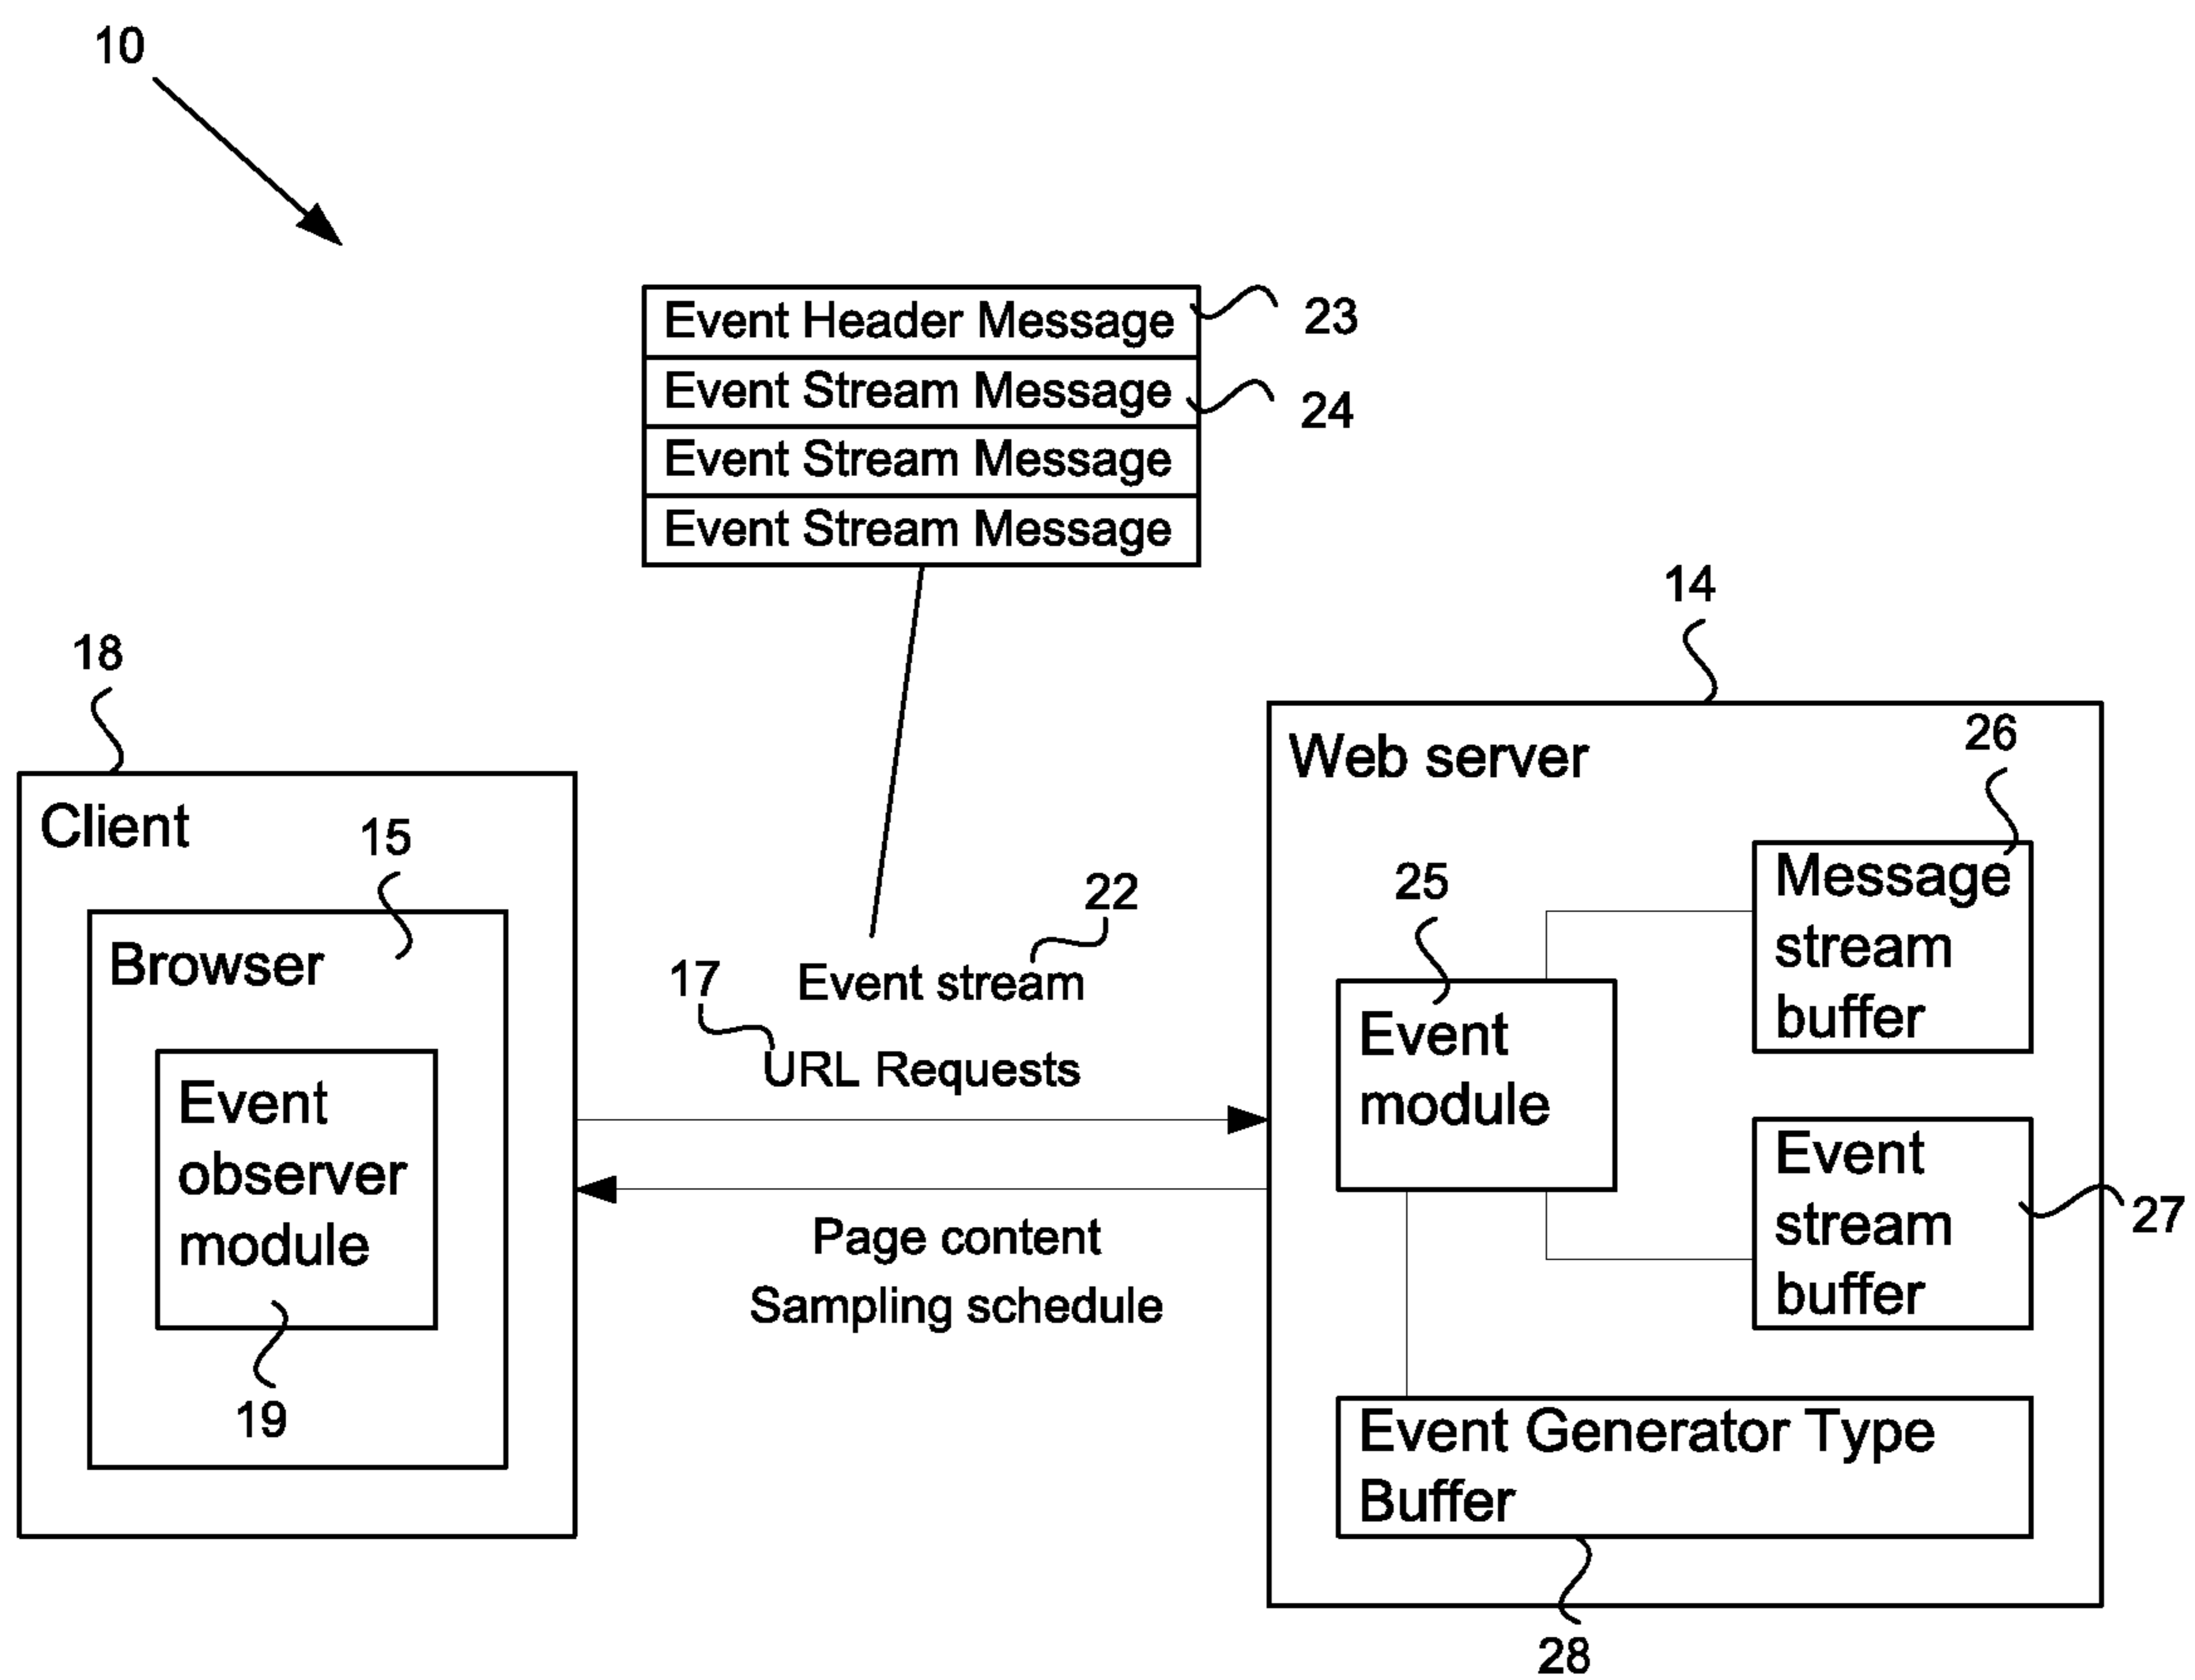 10
Event Header Message
23
Event Stream Message
24
Event Stream Message
Event Stream Message
14
18
Web server
26
Client
15
Message
stream
buffer
25
22
Browser
17
Event stream
Event
module
URL Requests
Event
observer
module
Event
stream
buffer
27
Page content
Sampling schedule
19
Event Generator Type
Buffer
28